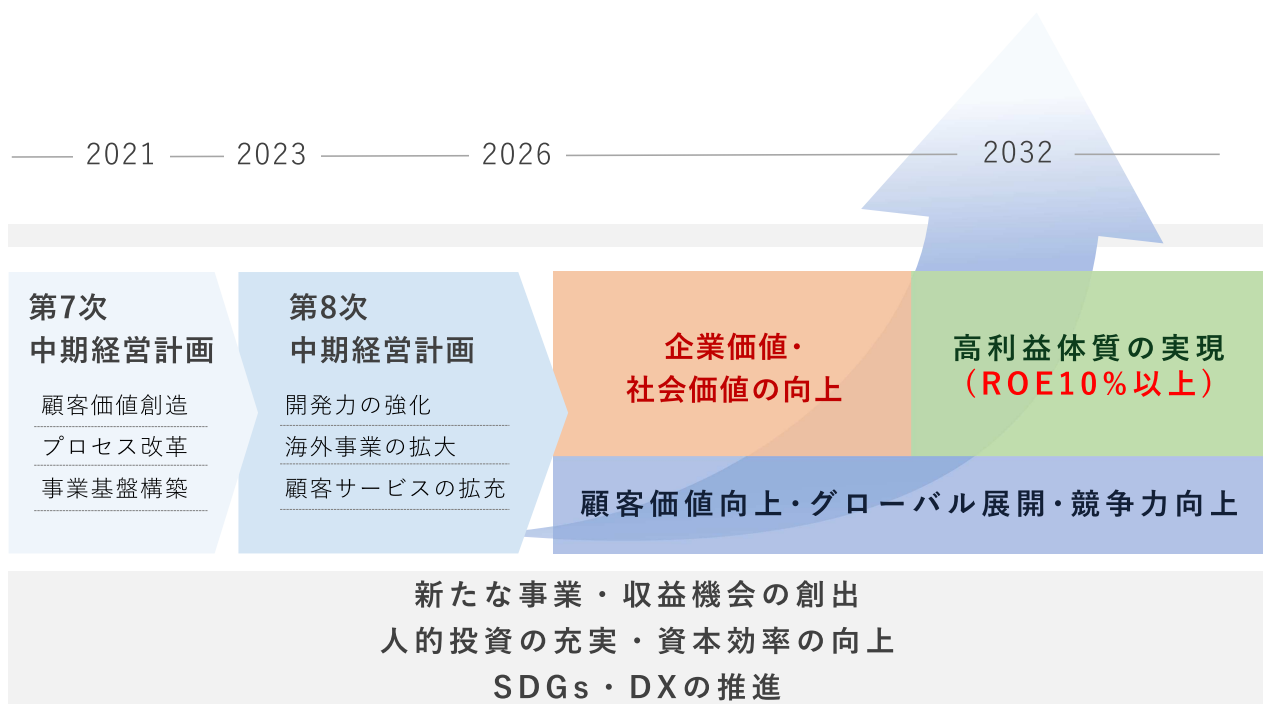 2021
2023
2026
2032
第7次
中期経営計画
顧客価値創造
プロセス改革
事業基盤構築
第8次
中期経営計画
開発力の強化
海外事業の拡大
顧客サービスの拡充
企業価値・
社会価値の向上
高利益体質の実現
（ROE10%以上）
顧客価値向上・グローバル展開・競争力向上
新たな事業・収益機会の創出
人的投資の充実・資本効率の向上
SDGs・DXの推進